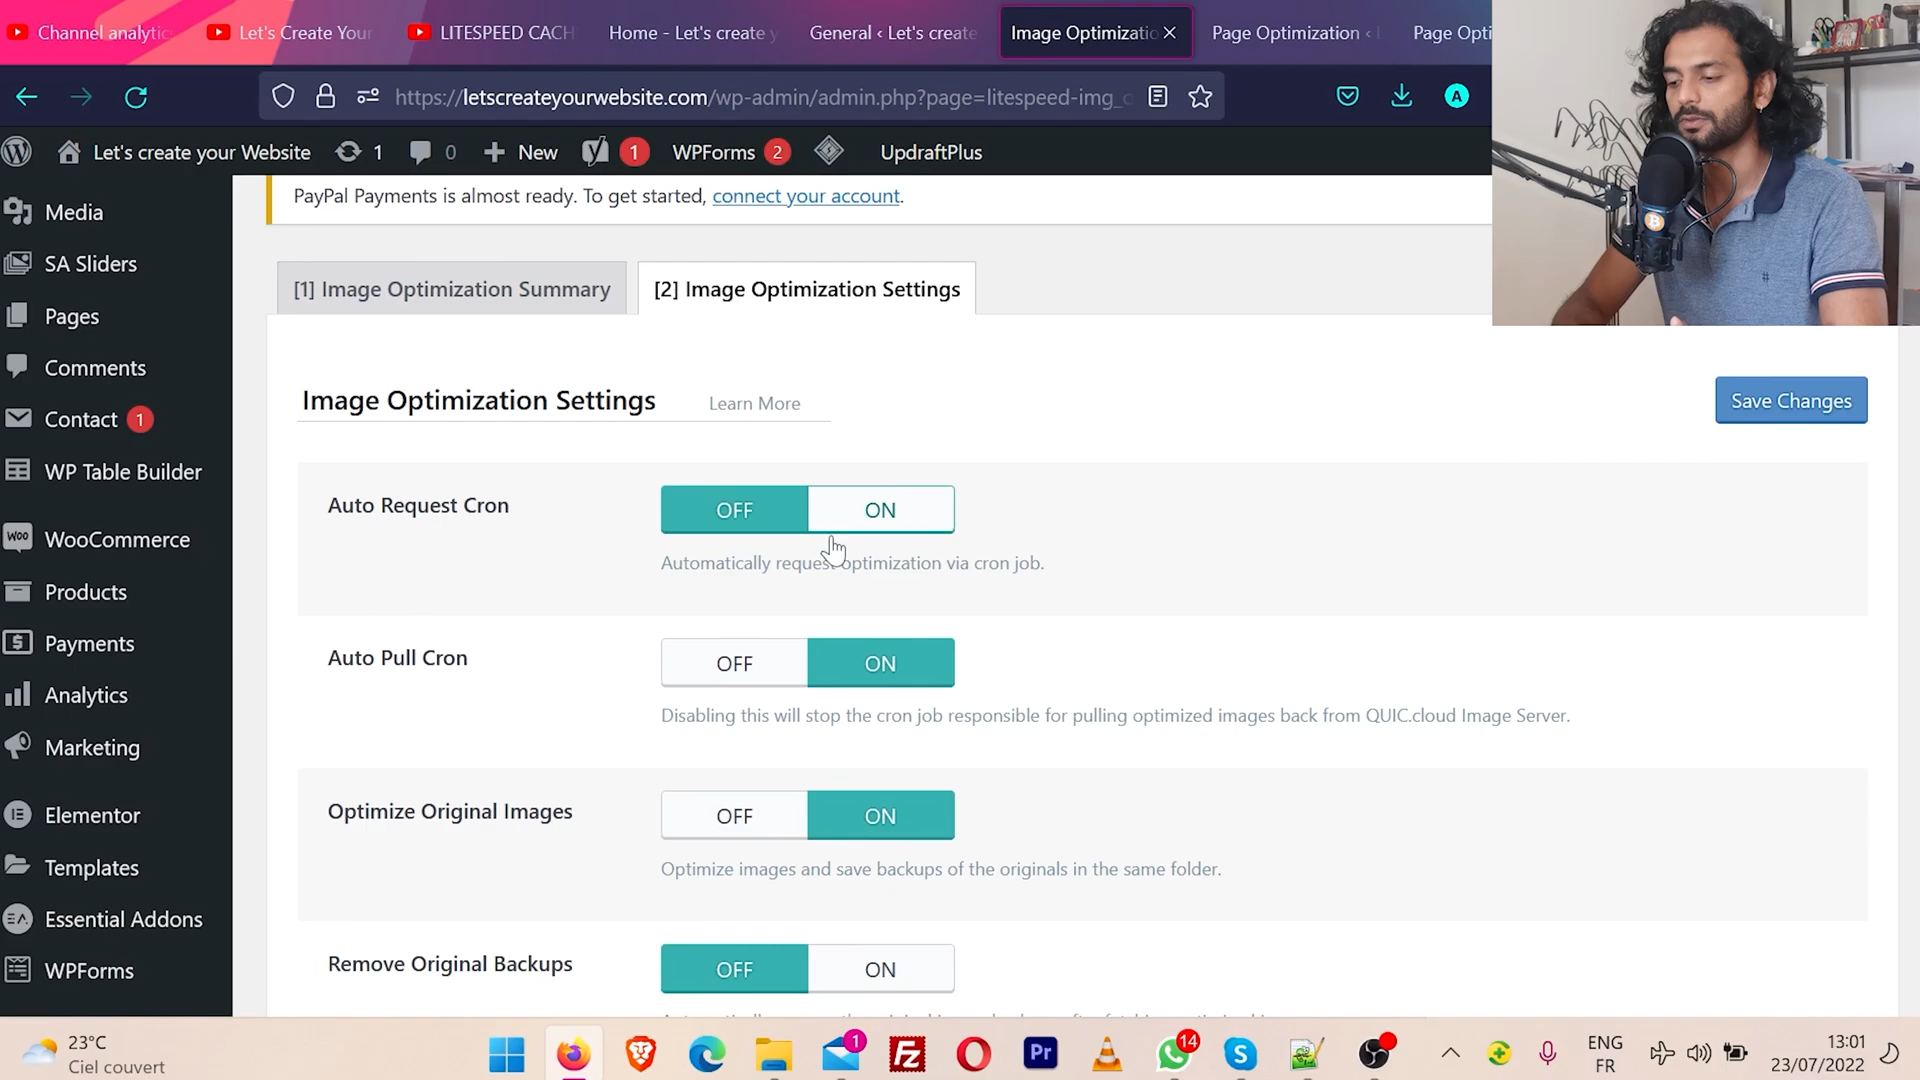 Channel analytic
Let's Create Your
LITESPEED CACH
Home - Let's create y
General ‹ Let's create
Image Optimizatio
Page Optimization ‹
Page Opti
https://letscreateyourwebsite.com/wp-admin/admin.php?page=litespeed-img_o
A
Let's create your Website
1
0
New
1
WPForms 2
UpdraftPlus
PayPal Payments is almost ready. To get started, connect your account.
Media
SA Sliders
Pages
Comments
Contact 1
WP Table Builder
WooCommerce
Products
Payments
Analytics
Marketing
Elementor
Templates
Essential Addons
WPForms
[1] Image Optimization Summary
[2] Image Optimization Settings
Image Optimization Settings
Learn More
Save Changes
Auto Request Cron
OFF
ON
Automatically request optimization via cron job.
Auto Pull Cron
OFF
ON
Disabling this will stop the cron job responsible for pulling optimized images back from QUIC.cloud Image Server.
Optimize Original Images
OFF
ON
Optimize images and save backups of the originals in the same folder.
Remove Original Backups
OFF
ON
23°C
Ciel couvert
1
Pr
14
ENG
FR
13:01
23/07/2022